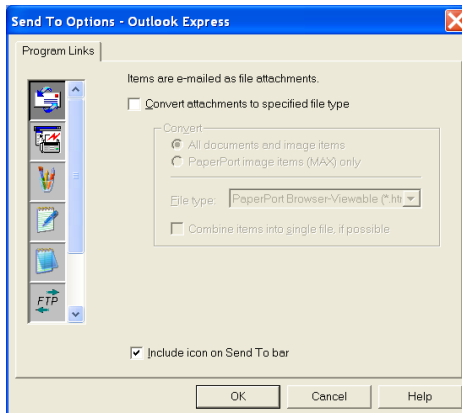 Send To Options - Outlook Express
Program Links
Items are e-mailed as file attachments.
Convert attachments to specified file type
Convert
All documents and image items
PaperPort image items (MAX) only
File type: PaperPort Browser-Viewable (*.htr
Combine items into single file, if possible
FTP
Include icon on Send To bar
OK Cancel Help